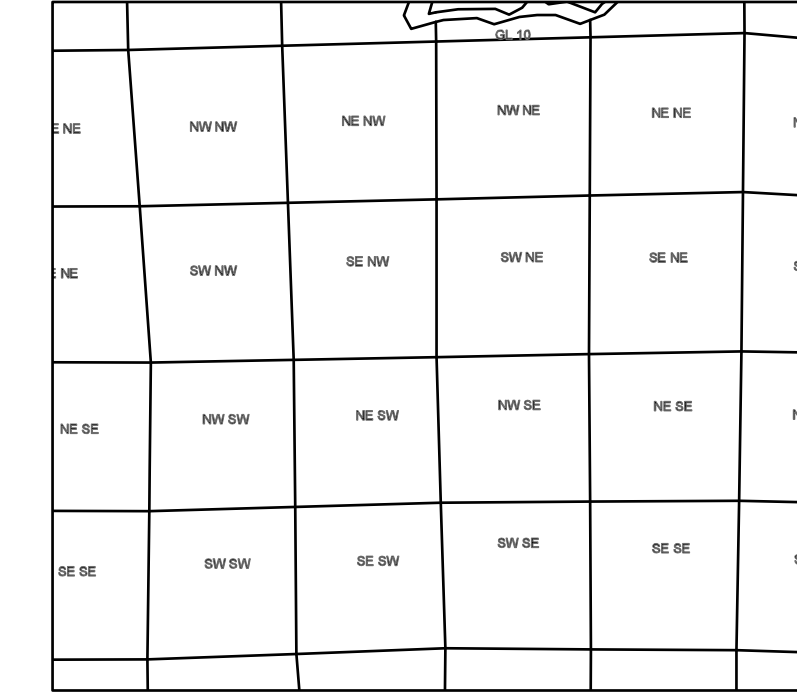 GL 10
E NE
NW NW
NE NW
NW NE
NE NE
E NE
SW NW
SE NW
SW NE
SE NE
NE SE
NW SW
NE SW
NW SE
NE SE
SE SE
SW SW
SE SW
SW SE
SE SE